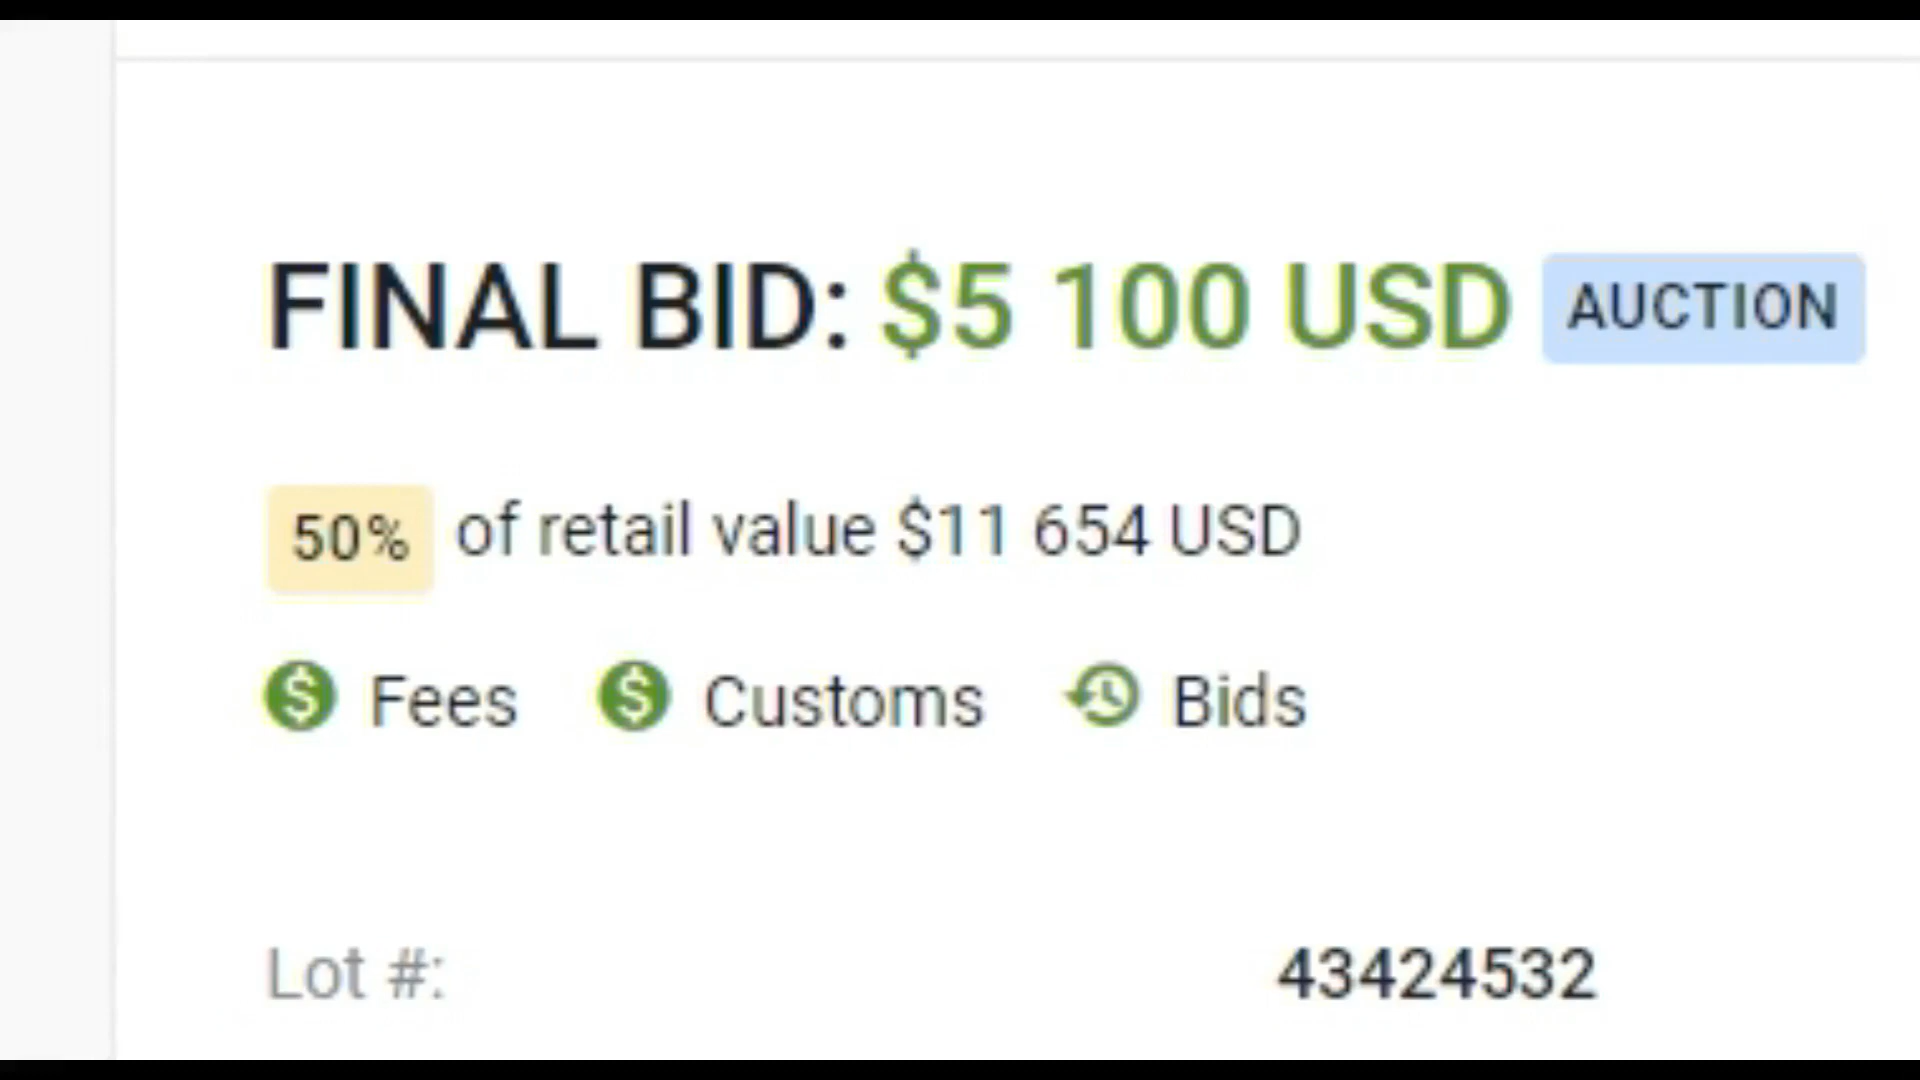 FINAL BID: $5 100 USD AUCTION
50% of retail value $11 654 USD
Fees Customs Bids
Lot #: 43424532